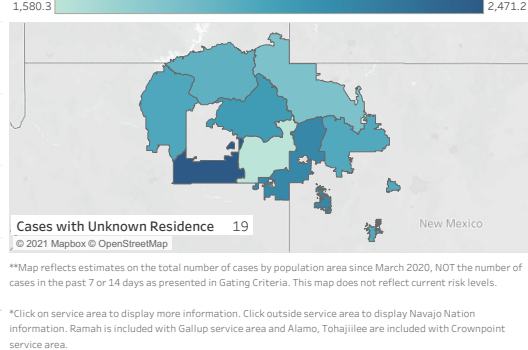 1,580.3 2,471.2
New Mexico
Cases with Unknown Residence 19
© 2021 Mapbox © OpenStreetMap
**Map reflects estimates on the total number of cases by population area since March 2020, NOT the number of
cases in the past 7 or 14 days as presented in Gating Criteria. This map does not reflect current risk levels.
*Click on service area to display more information. Click outside service area to display Navajo Nation
information. Ramah is included with Gallup service area and Alamo, Tohajiilee are included with Crownpoint
service area.